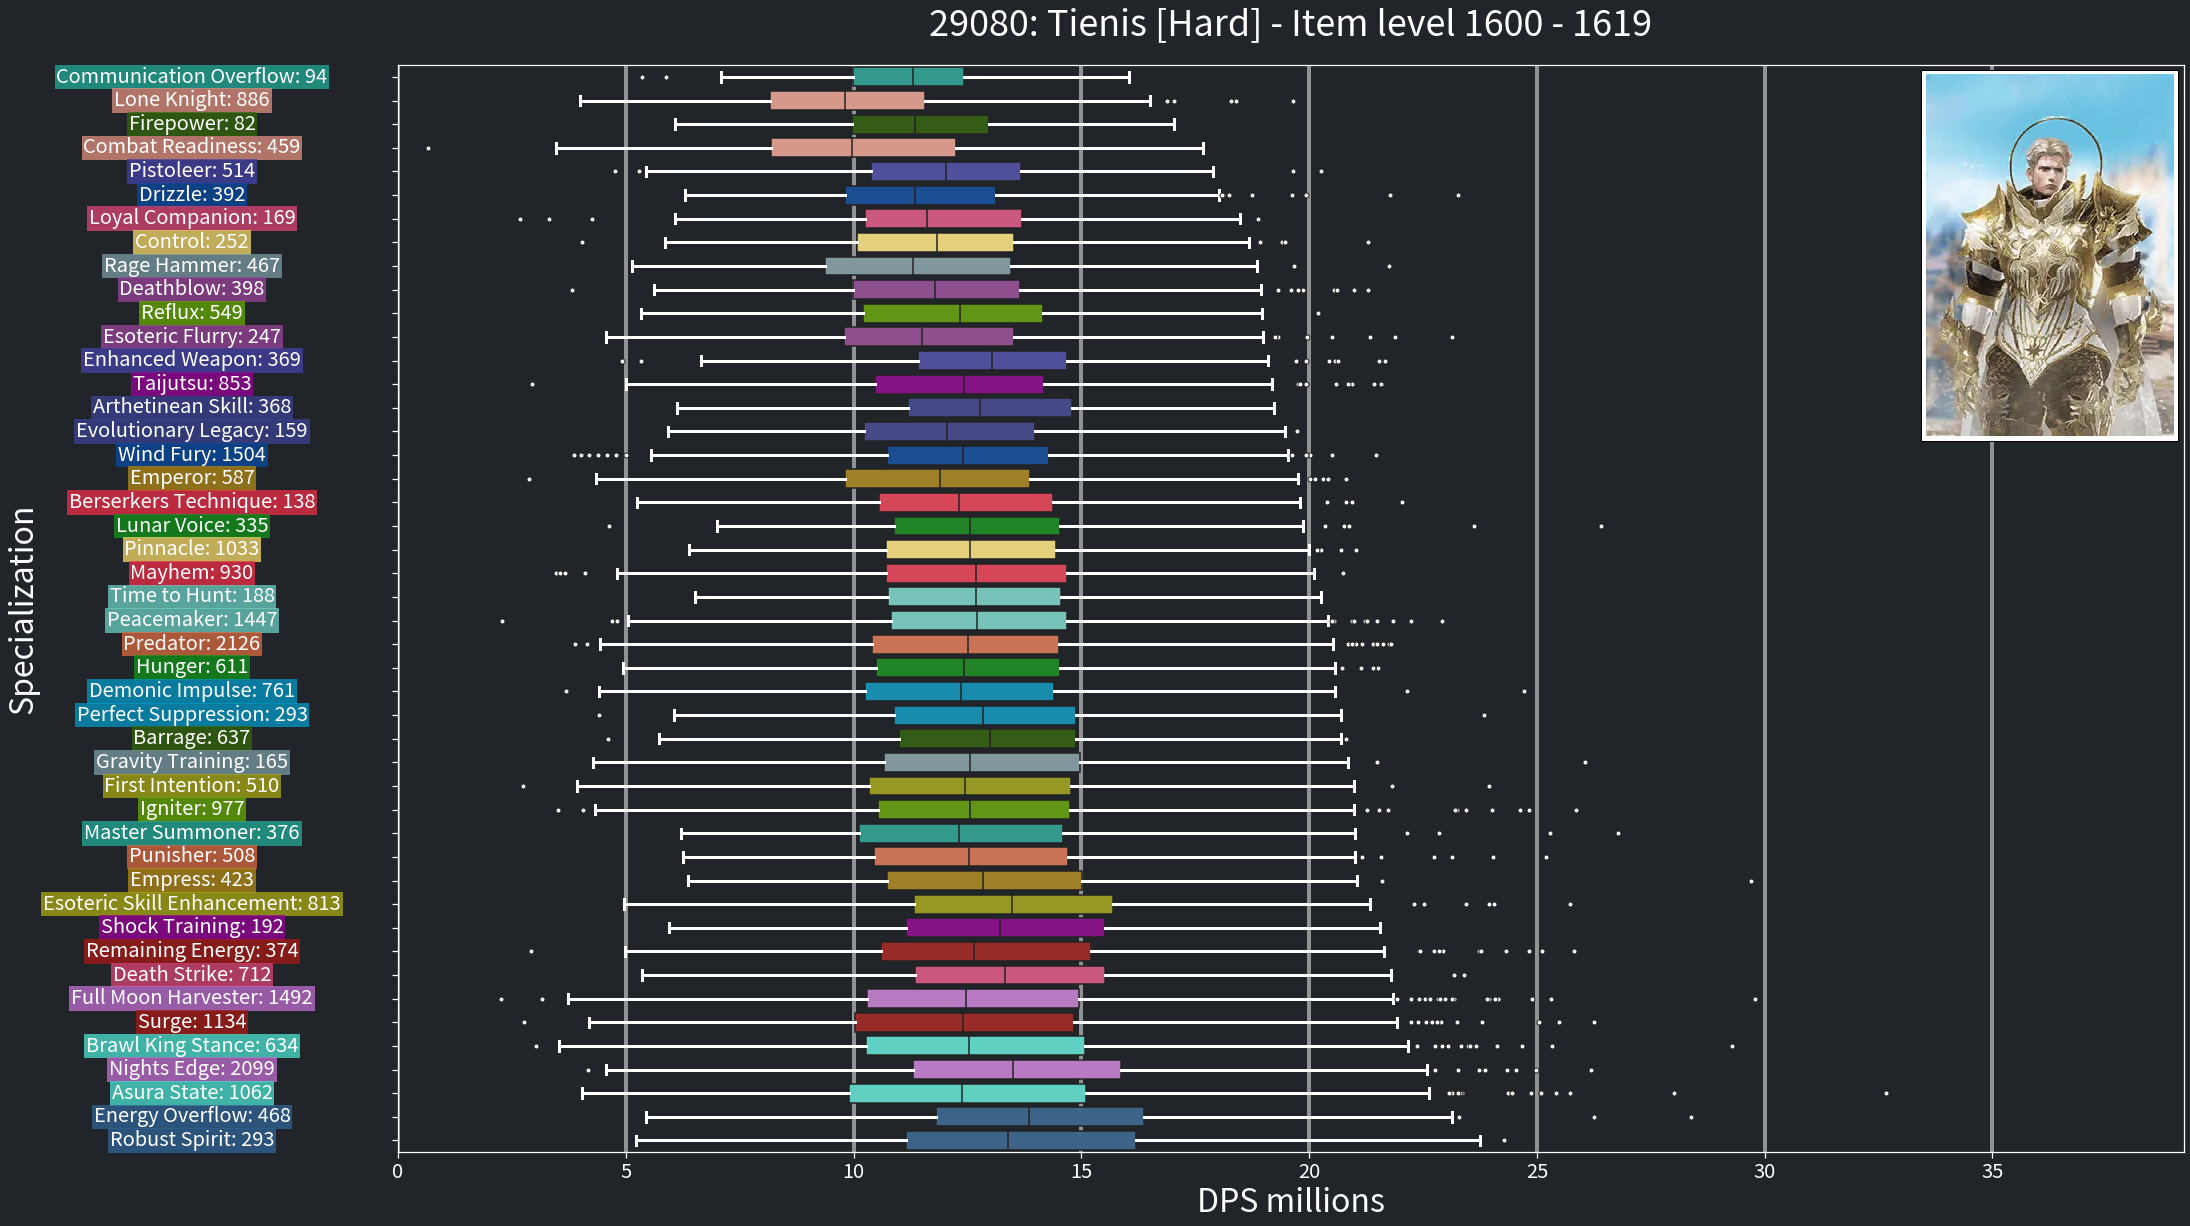 29080: Tienis [Hard] - Item level 1600 - 1619
Communication Overflow: 94
Lone Knight: 886
Firepower: 82
Combat Readiness: 459
Pistoleer: 514
Drizzle: 392
Loyal Companion: 169
Control: 252
Rage Hammer: 467
Deathblow: 398
Reflux: 549
Esoteric Flurry: 247
Enhanced Weapon: 369
Taijutsu: 853
Arthetinean Skill: 368
Evolutionary Legacy: 159
Wind Fury: 1504
Emperor: 587
Berserkers Technique: 138
Lunar Voice: 335
Pinnacle: 1033
Mayhem: 930
Time to Hunt: 188
Peacemaker: 1447
Predator: 2126
Hunger: 611
Demonic Impulse: 761
Perfect Suppression: 293
Barrage: 637
Gravity Training: 165
First Intention: 510
Igniter: 977
Master Summoner: 376
Punisher: 508
Empress: 423
Esoteric Skill Enhancement: 813
Shock Training: 192
Remaining Energy: 374
Death Strike: 712
Full Moon Harvester: 1492
Surge: 1134
Brawl King Stance: 634
Nights Edge: 2099
Asura State: 1062
Energy Overflow: 468
Robust Spirit: 293
Specialization
0 5 10 15 20 25 30 35
DPS millions